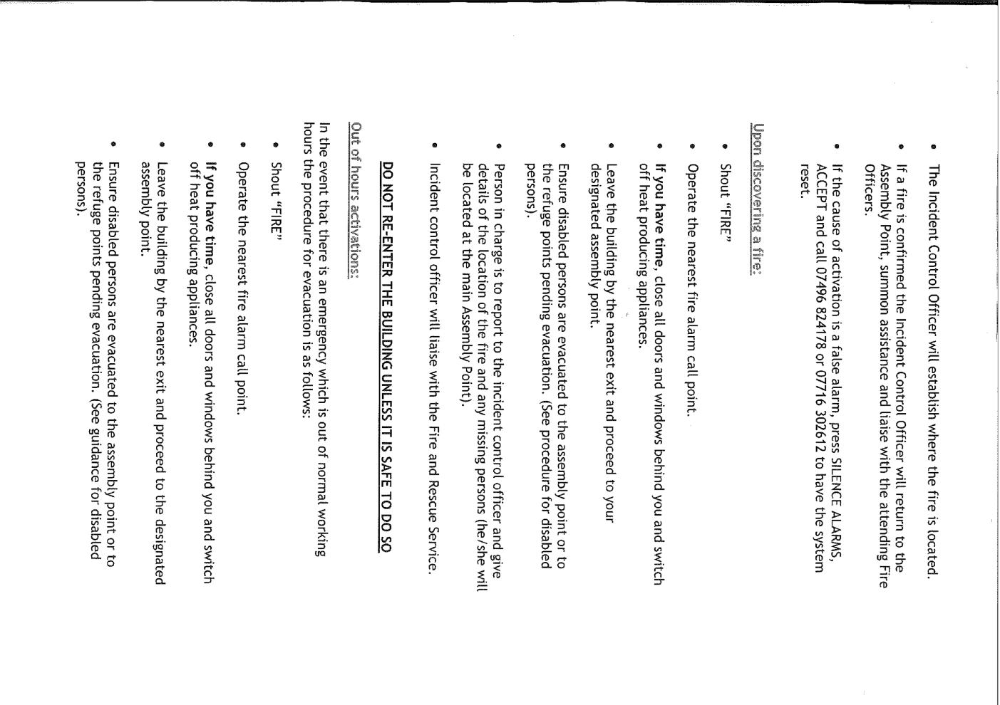 • The Incident Control Officer will establish where the fire is located.
• If a fire is confirmed the Incident Control Officer will return to the
Assembly Point, summon assistance and liaise with the attending Fire
Officers.
• If the cause of activation is a false alarm, press SILENCE ALARMS,
ACCEPT and call 07496 824178 or 07716 302612 to have the system
reset.
Upon discovering a fire:
• Shout “FIRE”
• Operate the nearest fire alarm call point.
• If you have time, close all doors and windows behind you and switch
off heat producing appliances.
• Leave the building by the nearest exit and proceed to your
designated assembly point.
• Ensure disabled persons are evacuated to the assembly point or to
the refuge points pending evacuation. (See procedure for disabled
persons).
• Person in charge is to report to the incident control officer and give
details of the location of the fire and any missing persons (he/she will
be located at the main Assembly Point).
• Incident control officer will liaise with the Fire and Rescue Service.
DO NOT RE-ENTER THE BUILDING UNLESS IT IS SAFE TO DO SO
Out of hours activations:
In the event that there is an emergency which is out of normal working
hours the procedure for evacuation is as follows:
• Shout “FIRE”
• Operate the nearest fire alarm call point.
• If you have time, close all doors and windows behind you and switch
off heat producing appliances.
• Leave the building by the nearest exit and proceed to the designated
assembly point.
• Ensure disabled persons are evacuated to the assembly point or to
the refuge points pending evacuation. (See guidance for disabled
persons).